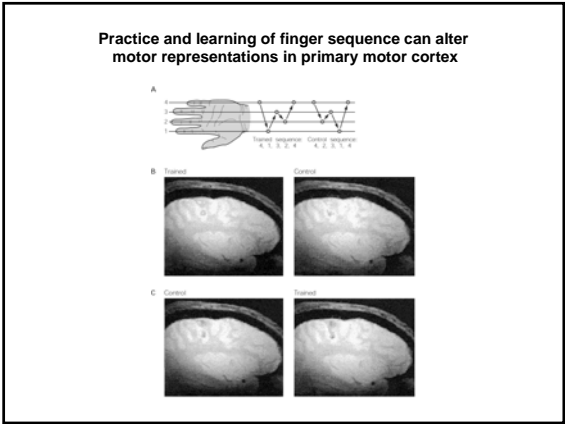 Practice and learning of finger sequence can alter
motor representations in primary motor cortex
A
4
3
2
1
Trained sequence: Control sequence:
4, 1, 3, 2, 4 4, 2, 3, 1, 4
B Trained Control
C Control Trained